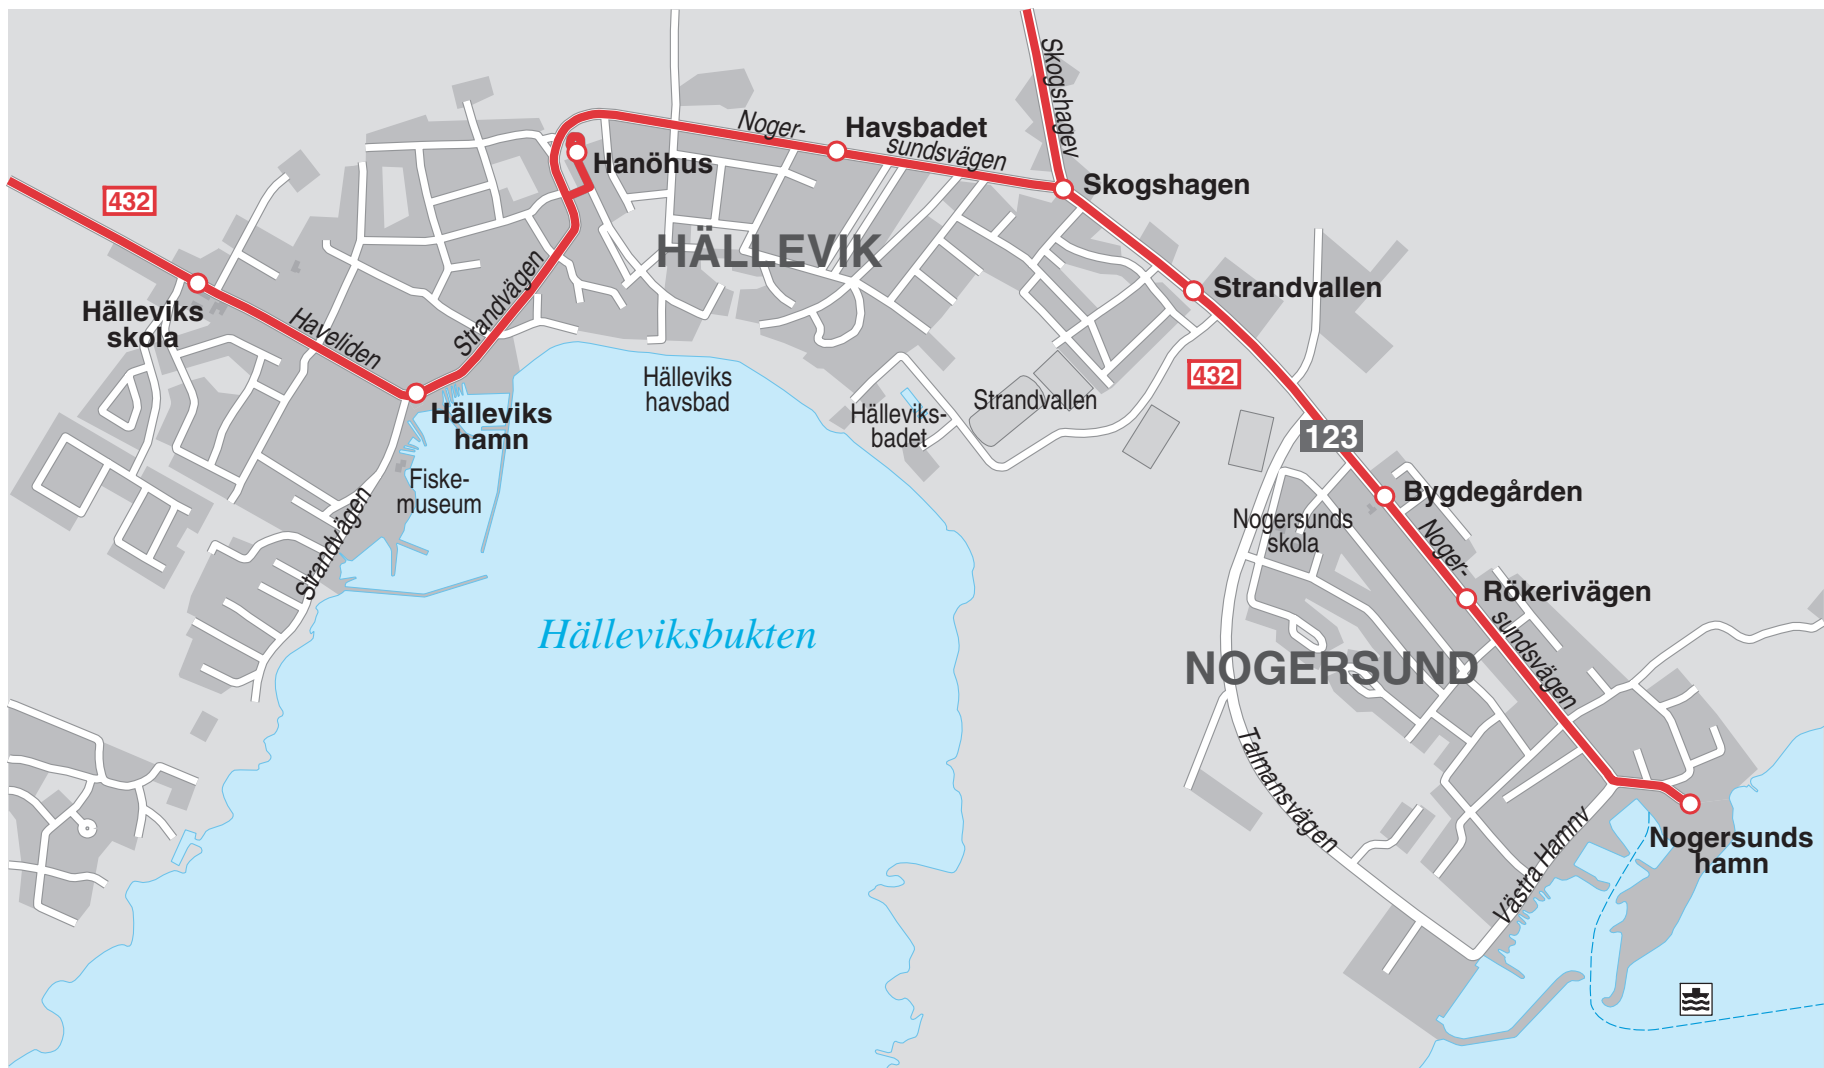 Skogshagev
Noger-
sundsvägen
Havsbadet
Hanöhus
Skogshagen
432
HÄLLEVIK
Strandvallen
Hälleviks
skola
Haveliden
Strandvägen
432
Hälleviks
havsbad
Hälleviks-
badet
Strandvallen
Hälleviks
hamn
123
Fiske-
museum
Strandvägen
Bygdegården
Nogersunds
skola
Noger-
sundsvägen
Rökerivägen
Hälleviksbukten
NOGERSUND
Talmansvägen
Västra Hamnv
Nogersunds
hamn